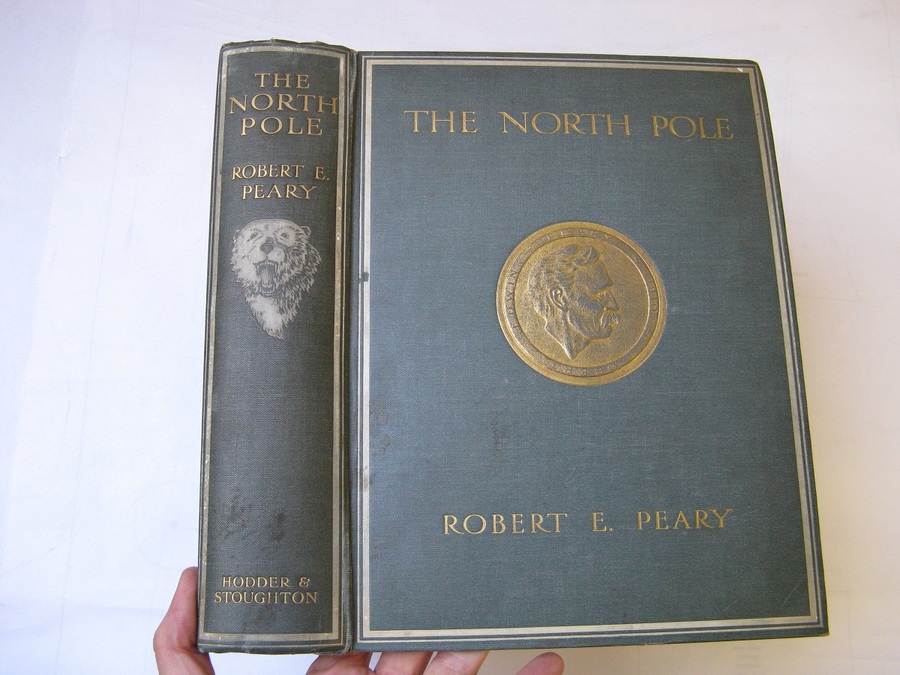 THE
NORTH
POLE
ROBERT E.
PEARY
HODDER &
STOUGHTON
THE NORTH POLE
ROBERT E. PEARY